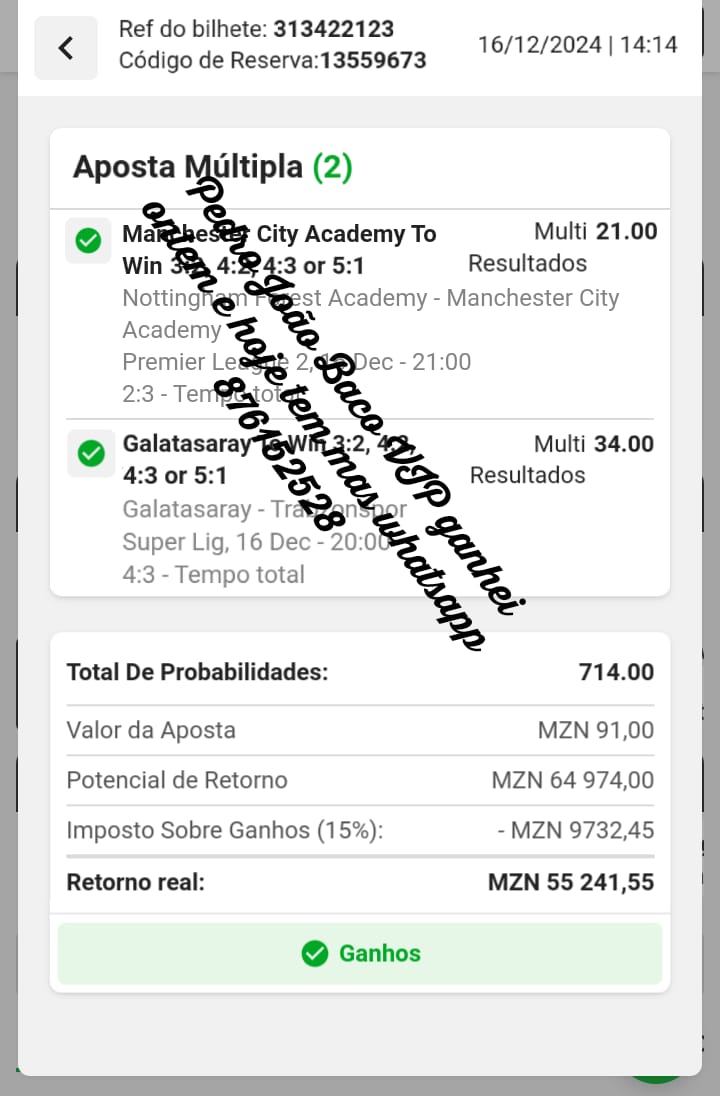 Ref do bilhete: 313422123
Código de Reserva:13559673
16/12/2024 | 14:14
Aposta Múltipla (2)
Manchester City Academy To
Win 3:2, 4:2, 4:3 or 5:1
Multi 21.00
Resultados
Nottingham Forest Academy - Manchester City
Academy
Premier League 2, 16 Dec - 21:00
2:3 - Tempo total
Galatasaray To Win 3:2, 4:2,
4:3 or 5:1
Multi 34.00
Resultados
Galatasaray - Trabzonspor
Super Lig, 16 Dec - 20:00
4:3 - Tempo total
Pedro João Baco VIP ganhei
ontem e hoje tem mas whatsapp
876152528
Total De Probabilidades: 714.00
Valor da Aposta MZN 91,00
Potencial de Retorno MZN 64 974,00
Imposto Sobre Ganhos (15%): - MZN 9732,45
Retorno real: MZN 55 241,55
Ganhos